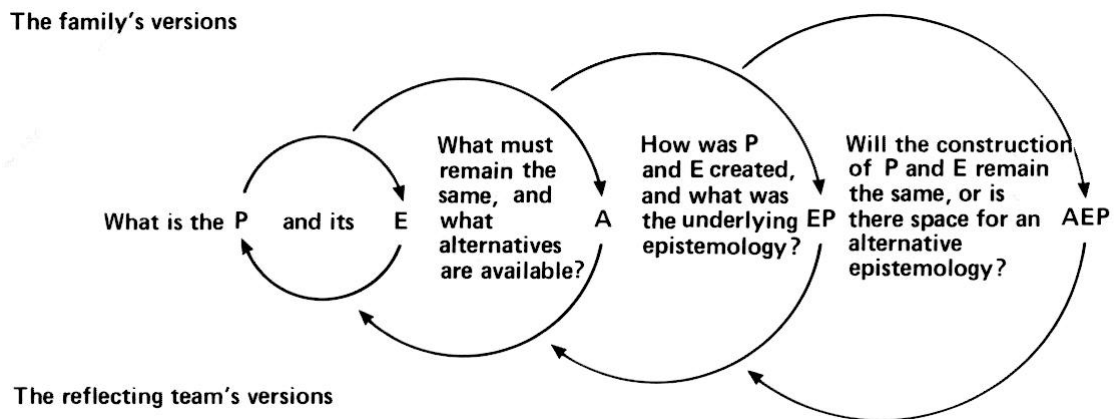 The family's versions
What is the P and its E
What must
remain the
same, and
what
alternatives
are available?
A
How was P
and E created,
and what was
the underlying
epistemology?
EP
Will the construction
of P and E remain
the same, or is
there space for an
alternative
epistemology?
AEP
The reflecting team's versions